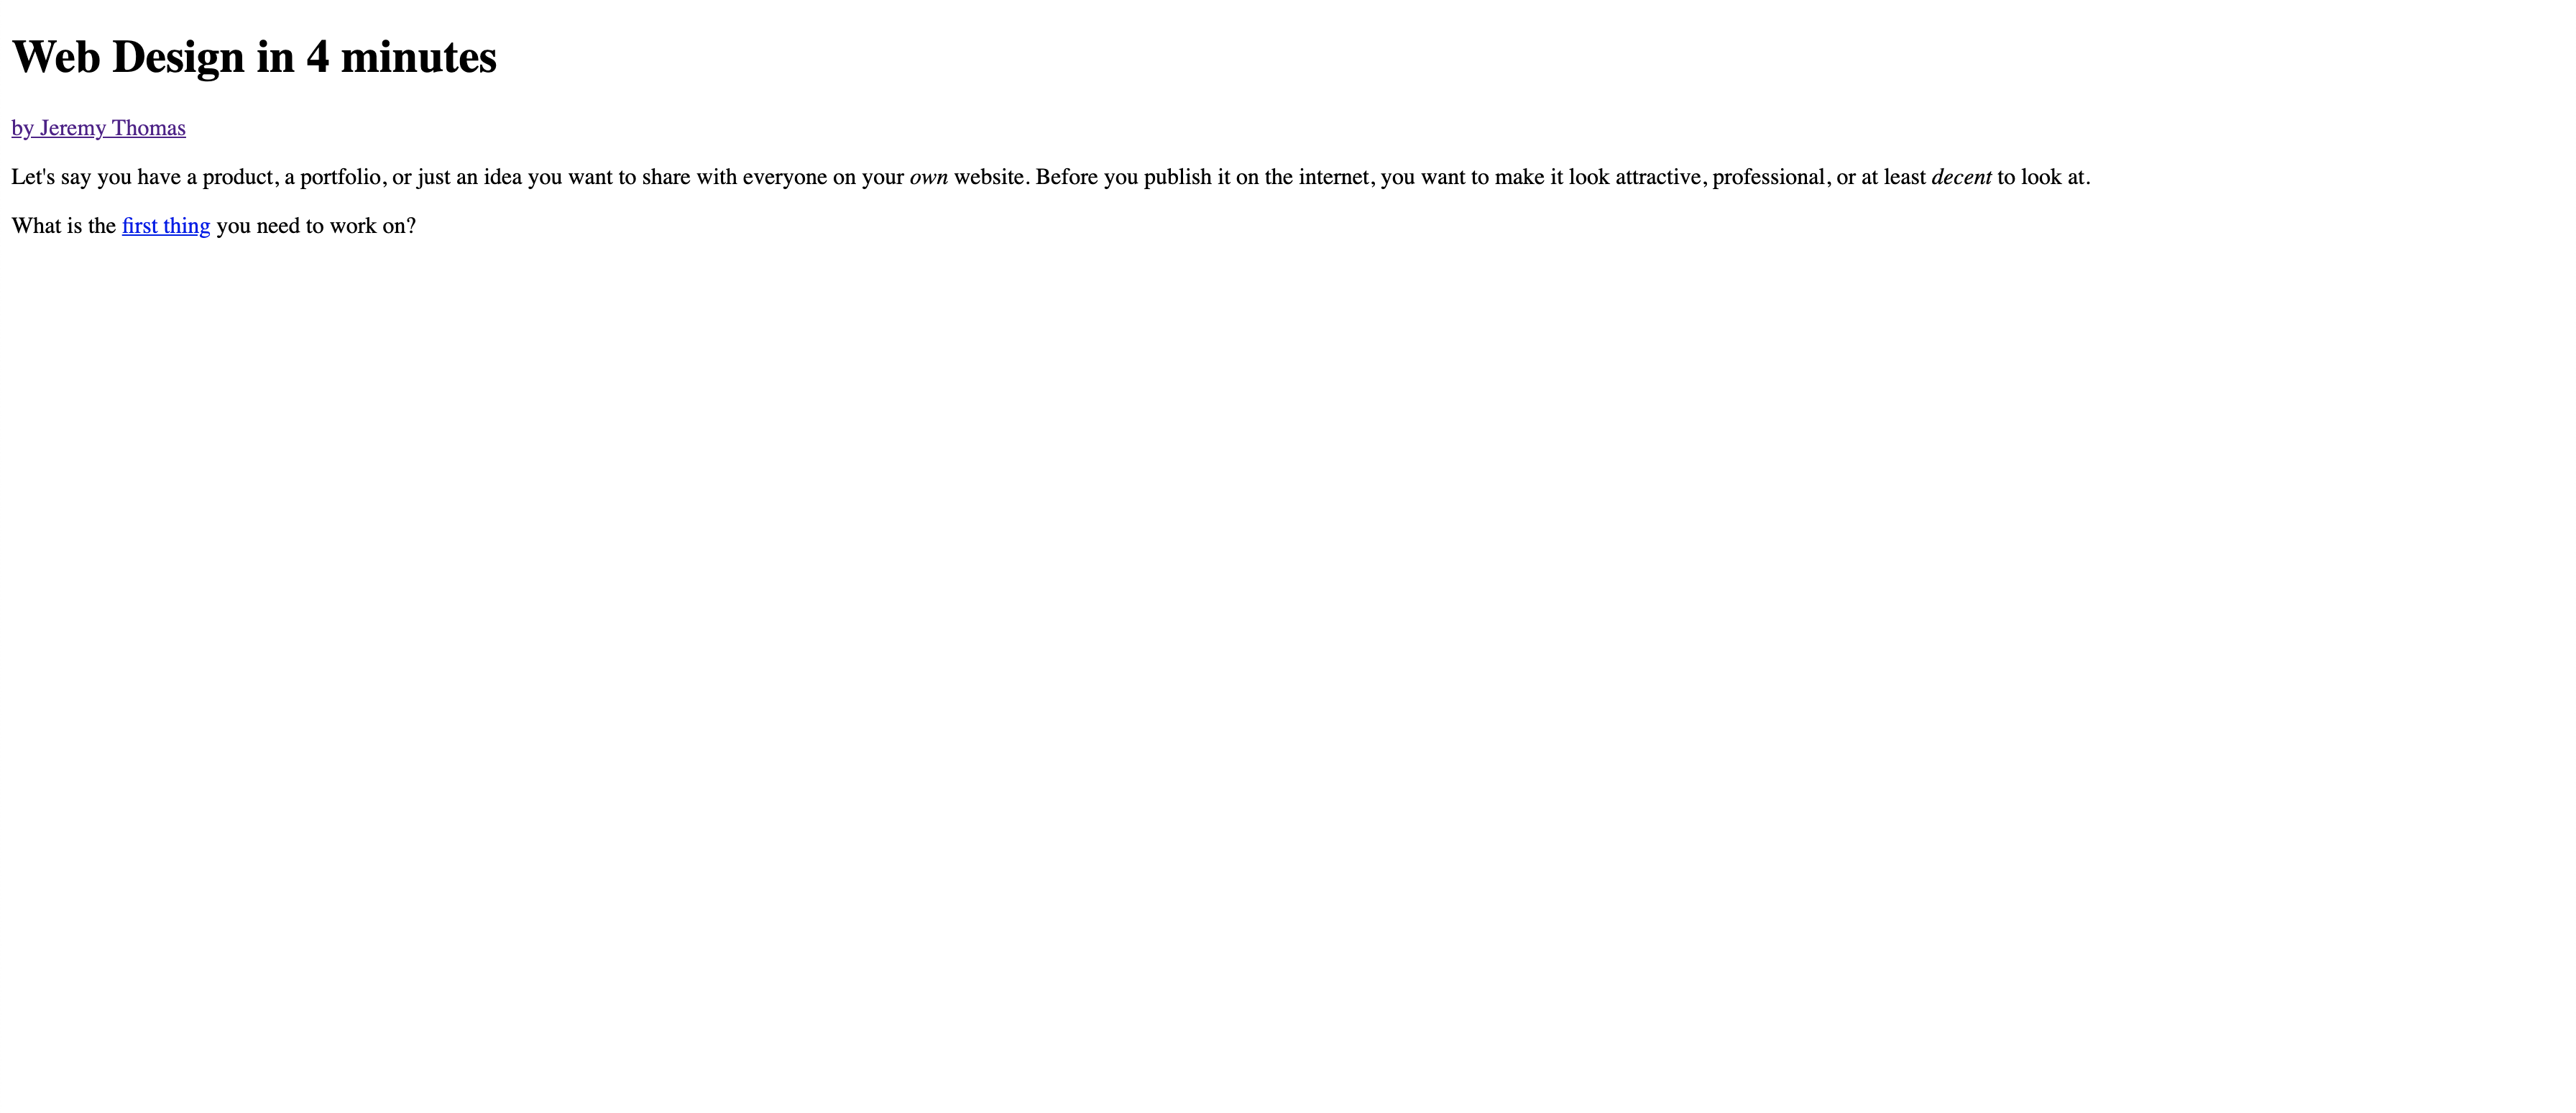 Web Design in 4 minutes
by Jeremy Thomas
Let's say you have a product, a portfolio, or just an idea you want to share with everyone on your own website. Before you publish it on the internet, you want to make it look attractive, professional, or at least decent to look at.
What is the first thing you need to work on?